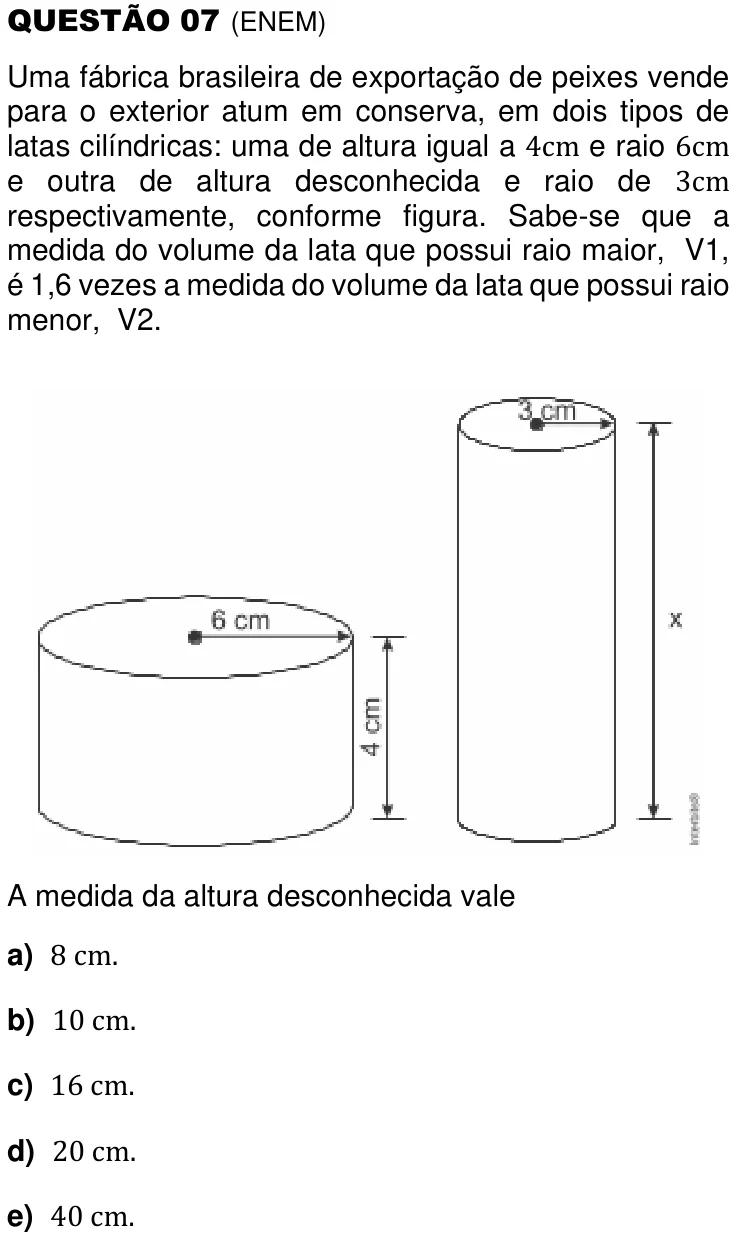 QUESTÃO 07 (ENEM)
Uma fábrica brasileira de exportação de peixes vende
para o exterior atum em conserva, em dois tipos de
latas cilíndricas: uma de altura igual a 4cm e raio 6cm
e outra de altura desconhecida e raio de 3cm
respectivamente, conforme figura. Sabe-se que a
medida do volume da lata que possui raio maior, V1,
é 1,6 vezes a medida do volume da lata que possui raio
menor, V2.
3 cm
6 cm
x
4 cm
Interbits®
A medida da altura desconhecida vale
a) 8 cm.
b) 10 cm.
c) 16 cm.
d) 20 cm.
e) 40 cm.